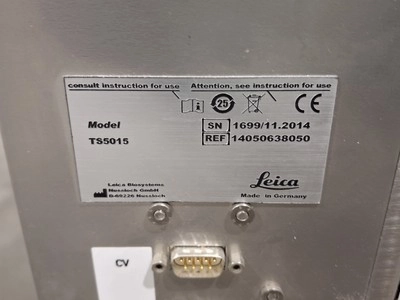 consult instruction for use Attention, see instruction for use
25
CE
Model
TS5015
SN 1699/11.2014
REF 14050638050
Leica Biosystems
Nussloch GmbH
D-69226 Nussloch
Leica
Made in Germany
CV